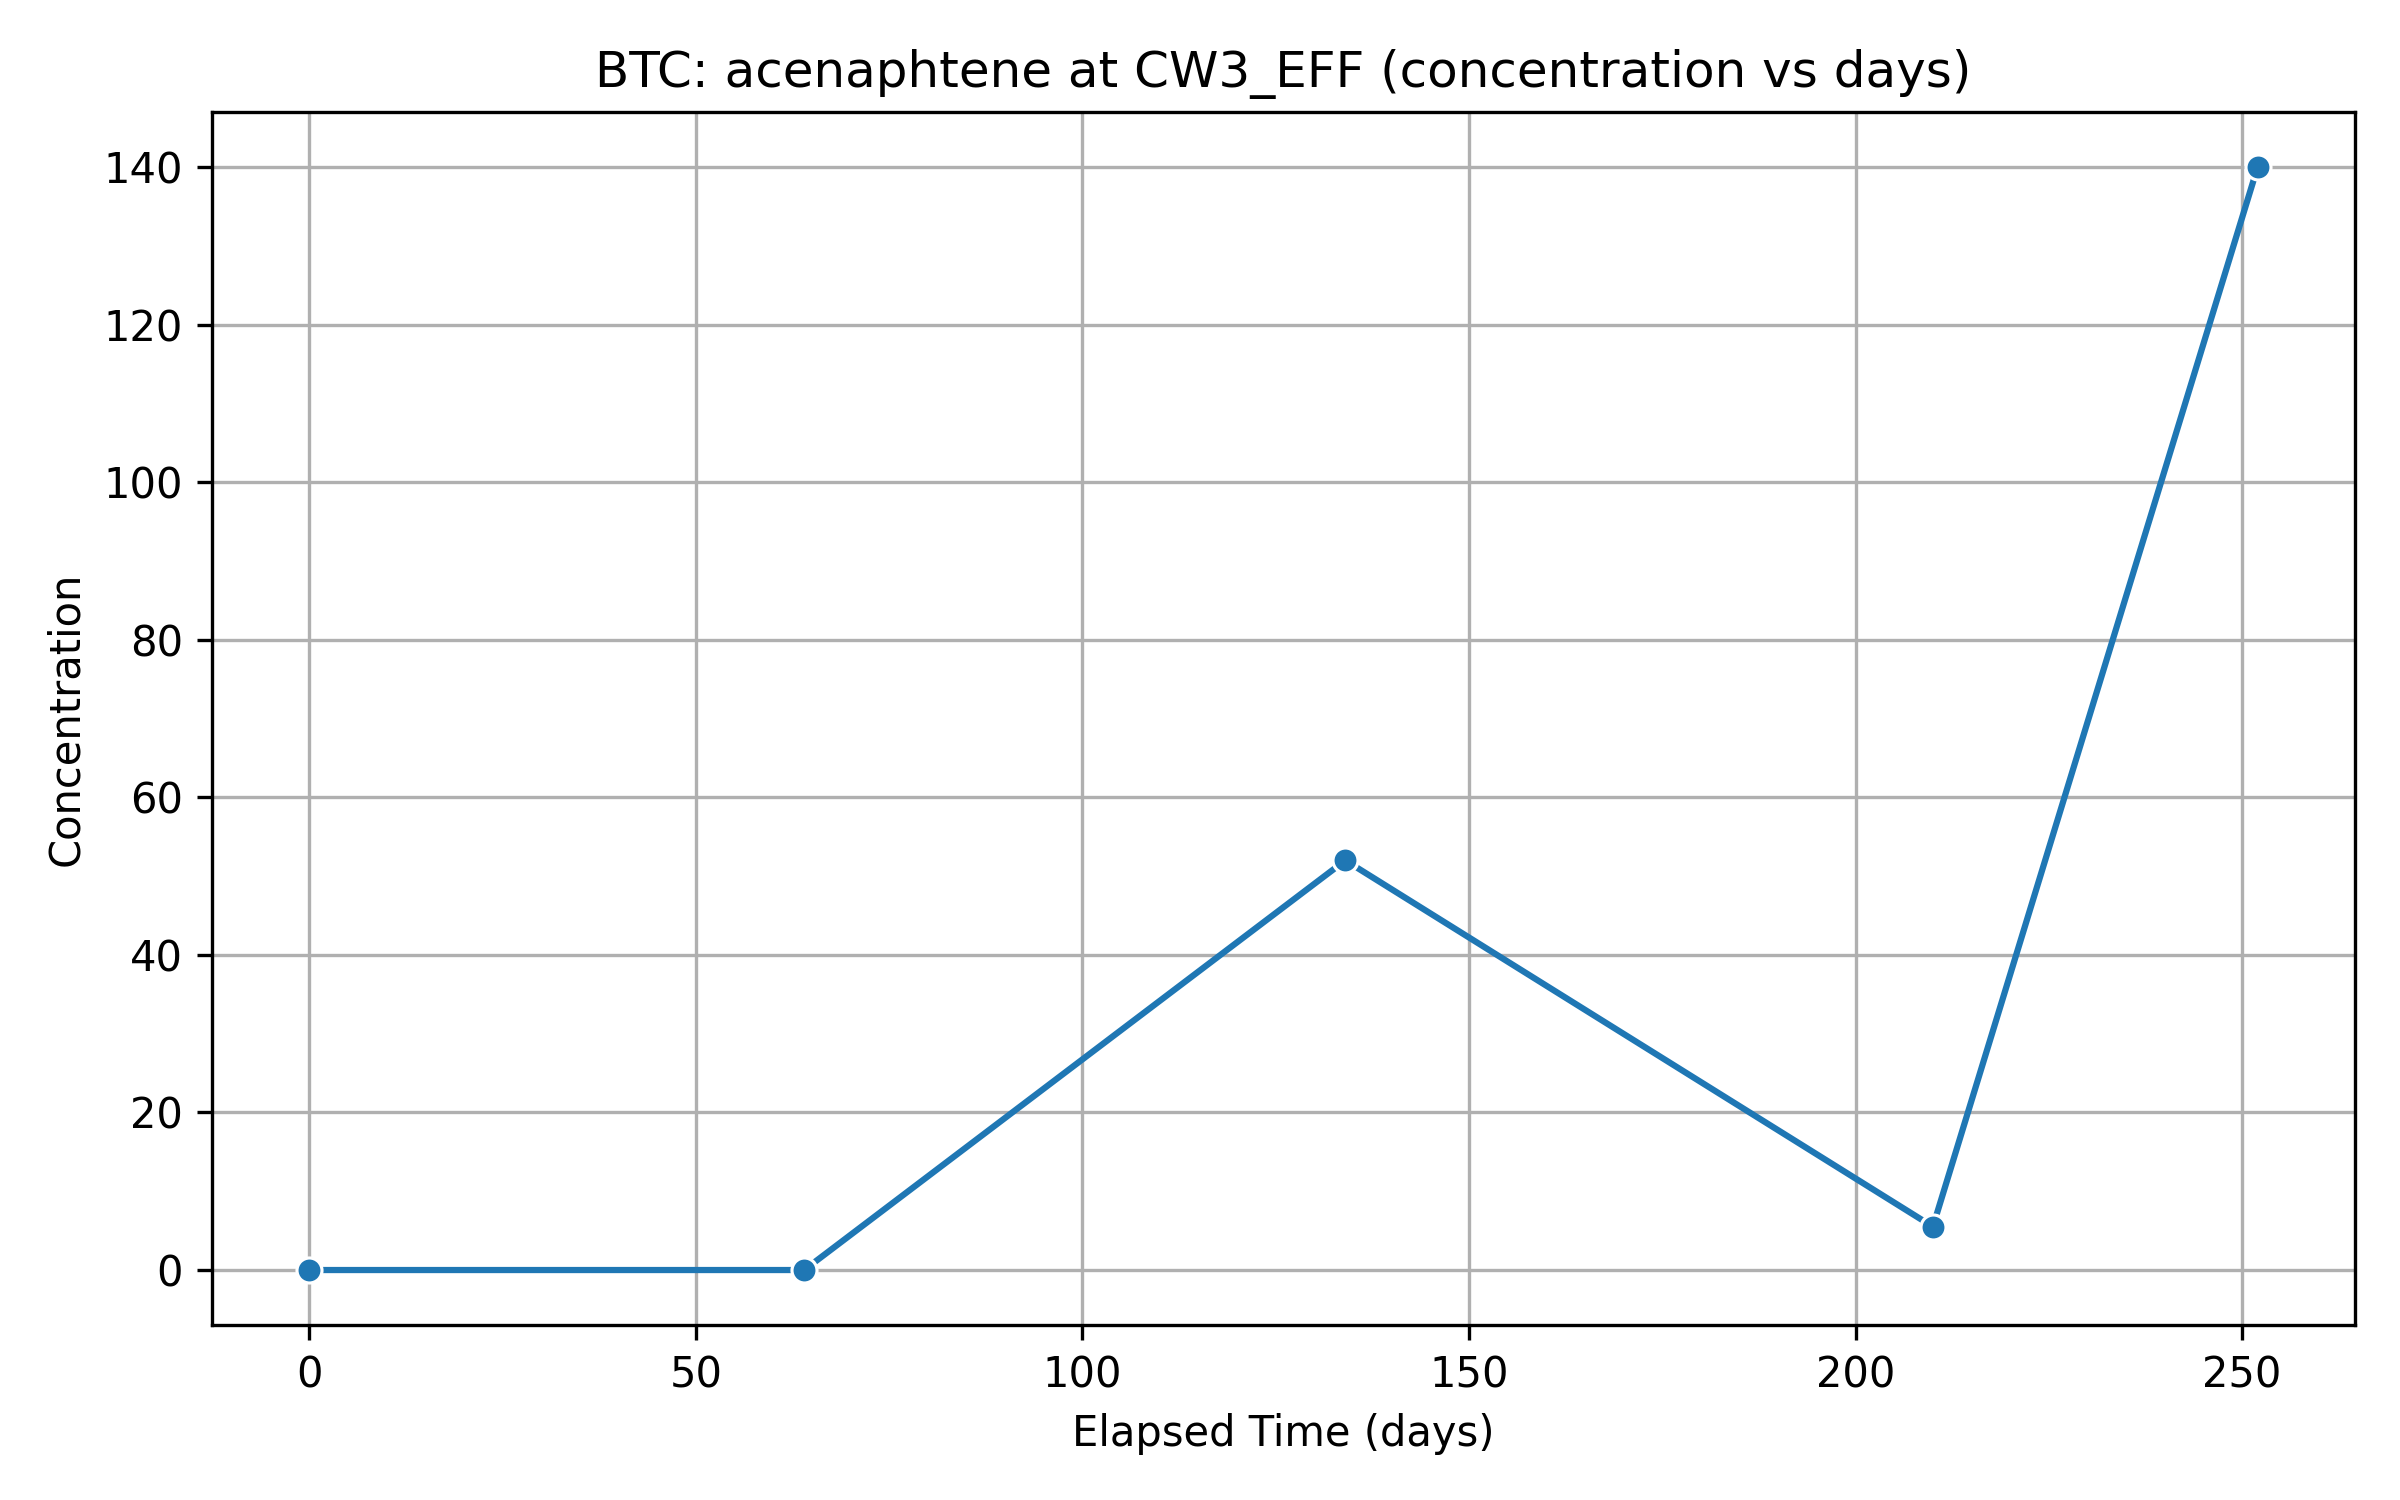 BTC: acenaphtene at CW3_EFF (concentration vs days)
140
120
100
80
60
40
20
0
Concentration
0 50 100 150 200 250
Elapsed Time (days)